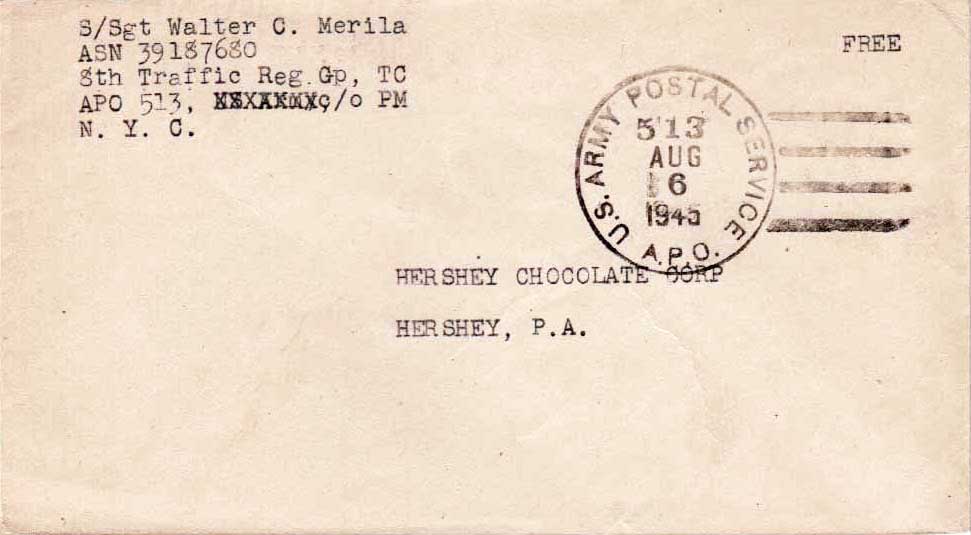 S/Sgt Walter C. Merila
ASN 39187680
8th Traffic Reg Gp, TC
APO 513, c/o PM
N. Y. C.
FREE
U.S. ARMY POSTAL SERVICE
513
AUG
6
1945
A.P.O.
HERSHEY CHOCOLATE CORP
HERSHEY, P.A.